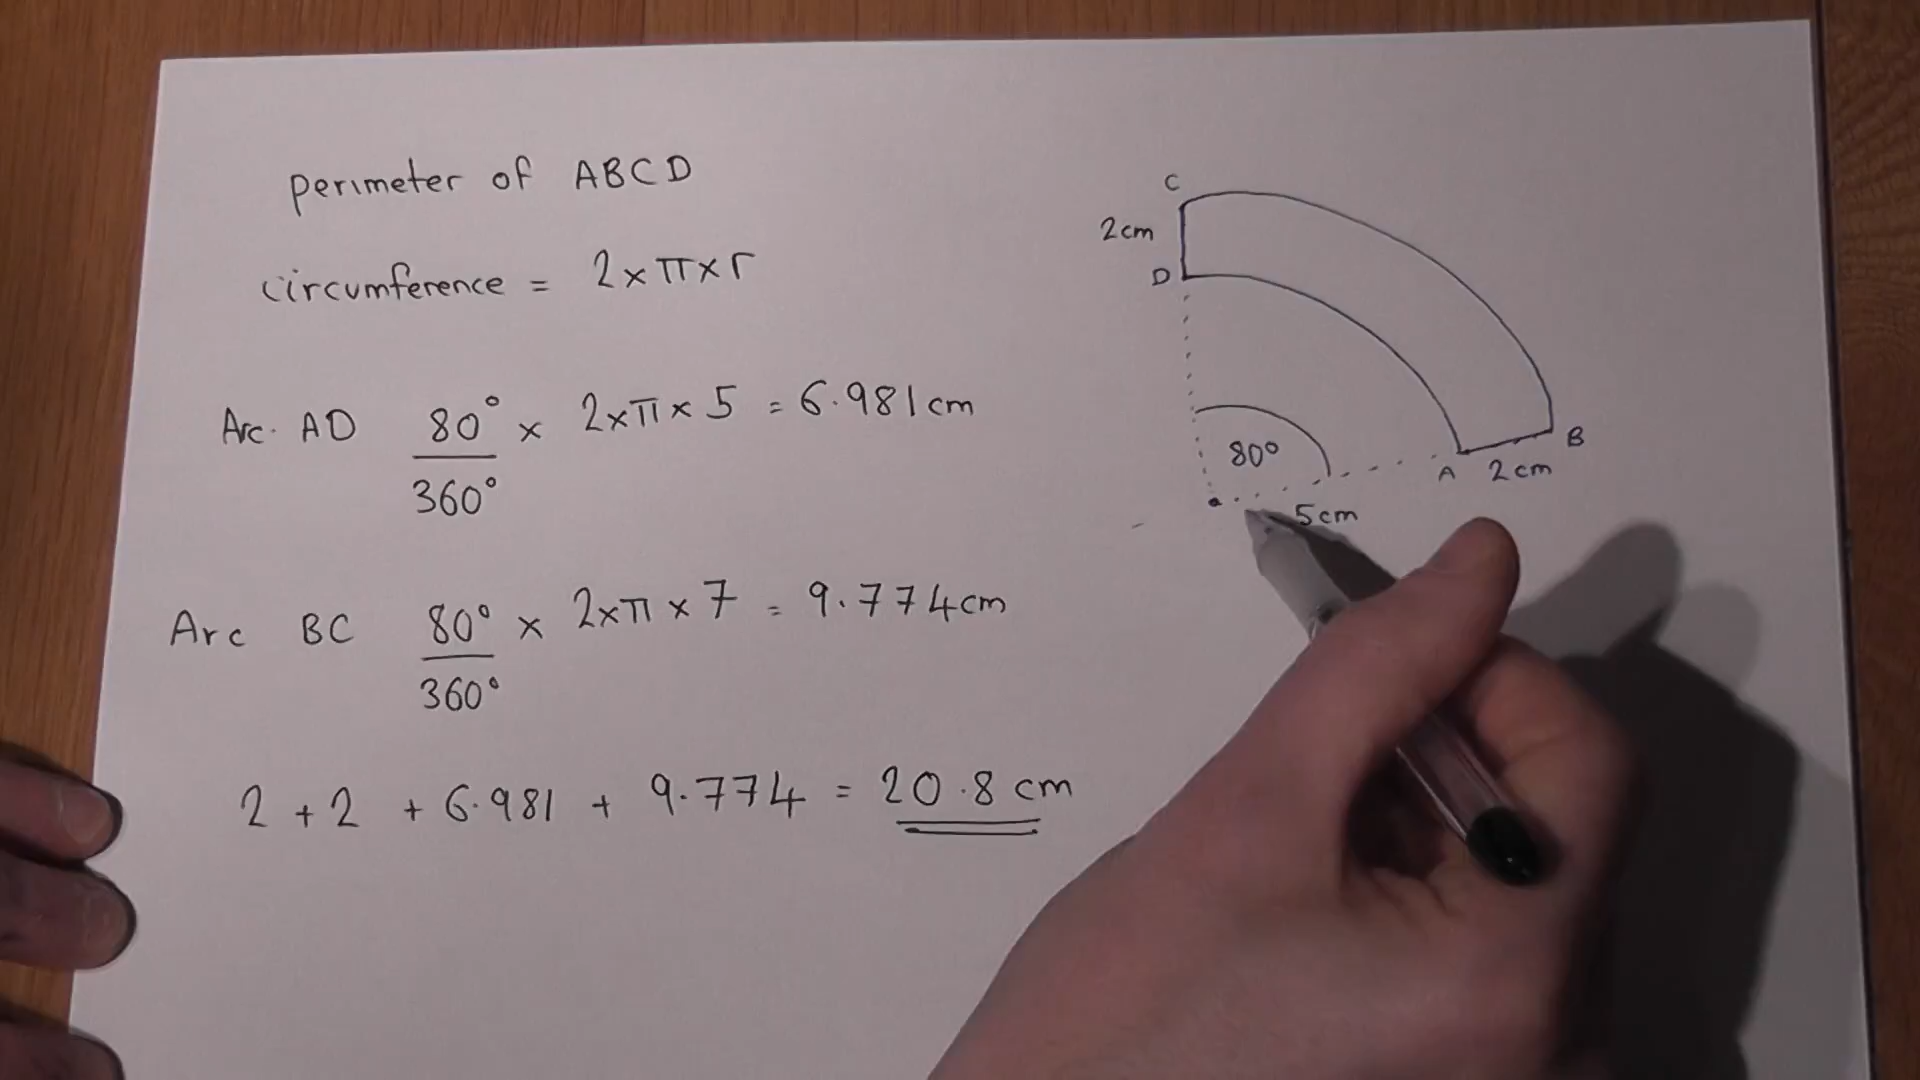 perimeter of ABCD
circumference = 2 × π × r
Arc AD 80°/360° × 2×π × 5 = 6.981cm
Arc BC 80°/360° × 2×π × 7 = 9.774cm
2 + 2 + 6.981 + 9.774 = 20.8 cm
C
2cm
D
80°
A
2cm
B
5cm